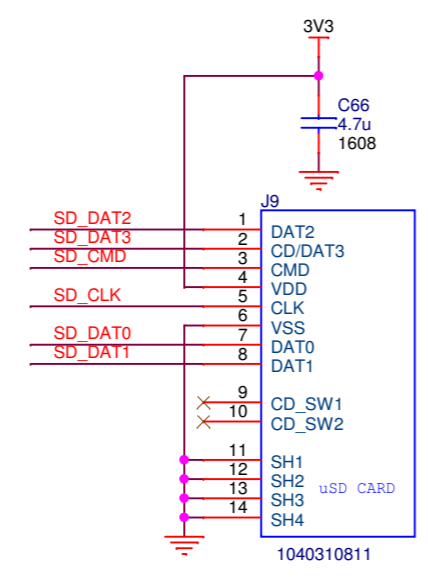 3V3
C66
4.7u
1608
J9
SD_DAT2 1 DAT2
SD_DAT3 2 CD/DAT3
SD_CMD 3 CMD
4 VDD
SD_CLK 5 CLK
6 VSS
SD_DAT0 7 DAT0
SD_DAT1 8 DAT1
9 CD_SW1
10 CD_SW2
11 SH1
12 SH2
13 SH3 uSD CARD
14 SH4
1040310811